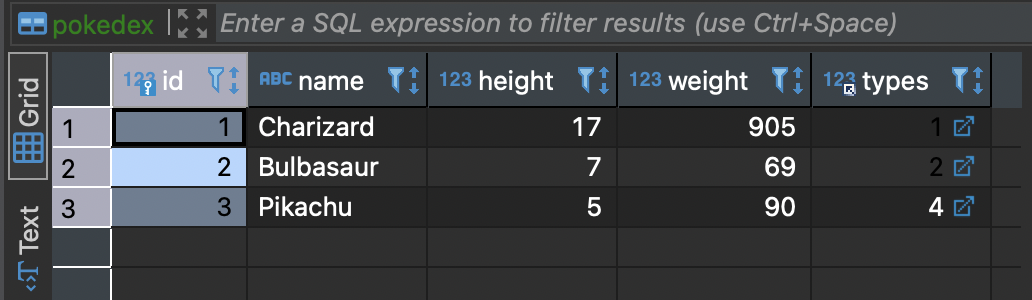 pokedex Enter a SQL expression to filter results (use Ctrl+Space)
Grid
Text
123 id ABC name 123 height 123 weight 123 types
1 1 Charizard 17 905 1
2 2 Bulbasaur 7 69 2
3 3 Pikachu 5 90 4